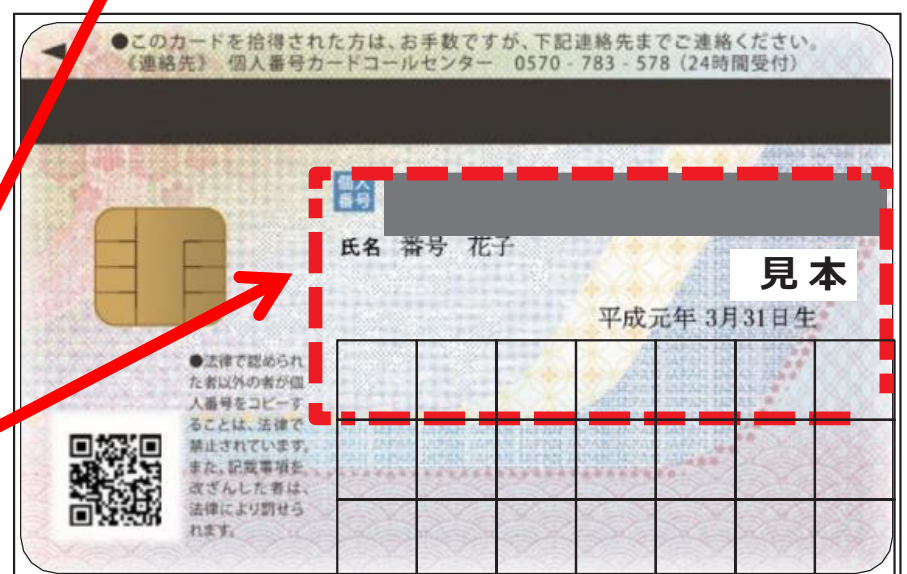 ●このカードを拾得された方は、お手数ですが、下記連絡先までご連絡ください。
《連絡先》 個人番号カードコールセンター 0570-783-578（24時間受付）
個人
番号
氏名 番号 花子
見本
平成元年 3月31日生
●法律で認められ
た者以外の者が個
人番号をコピーす
ることは、法律で
禁止されています。
また、記載事項を
改ざんした者は、
法律により罰せら
れます。